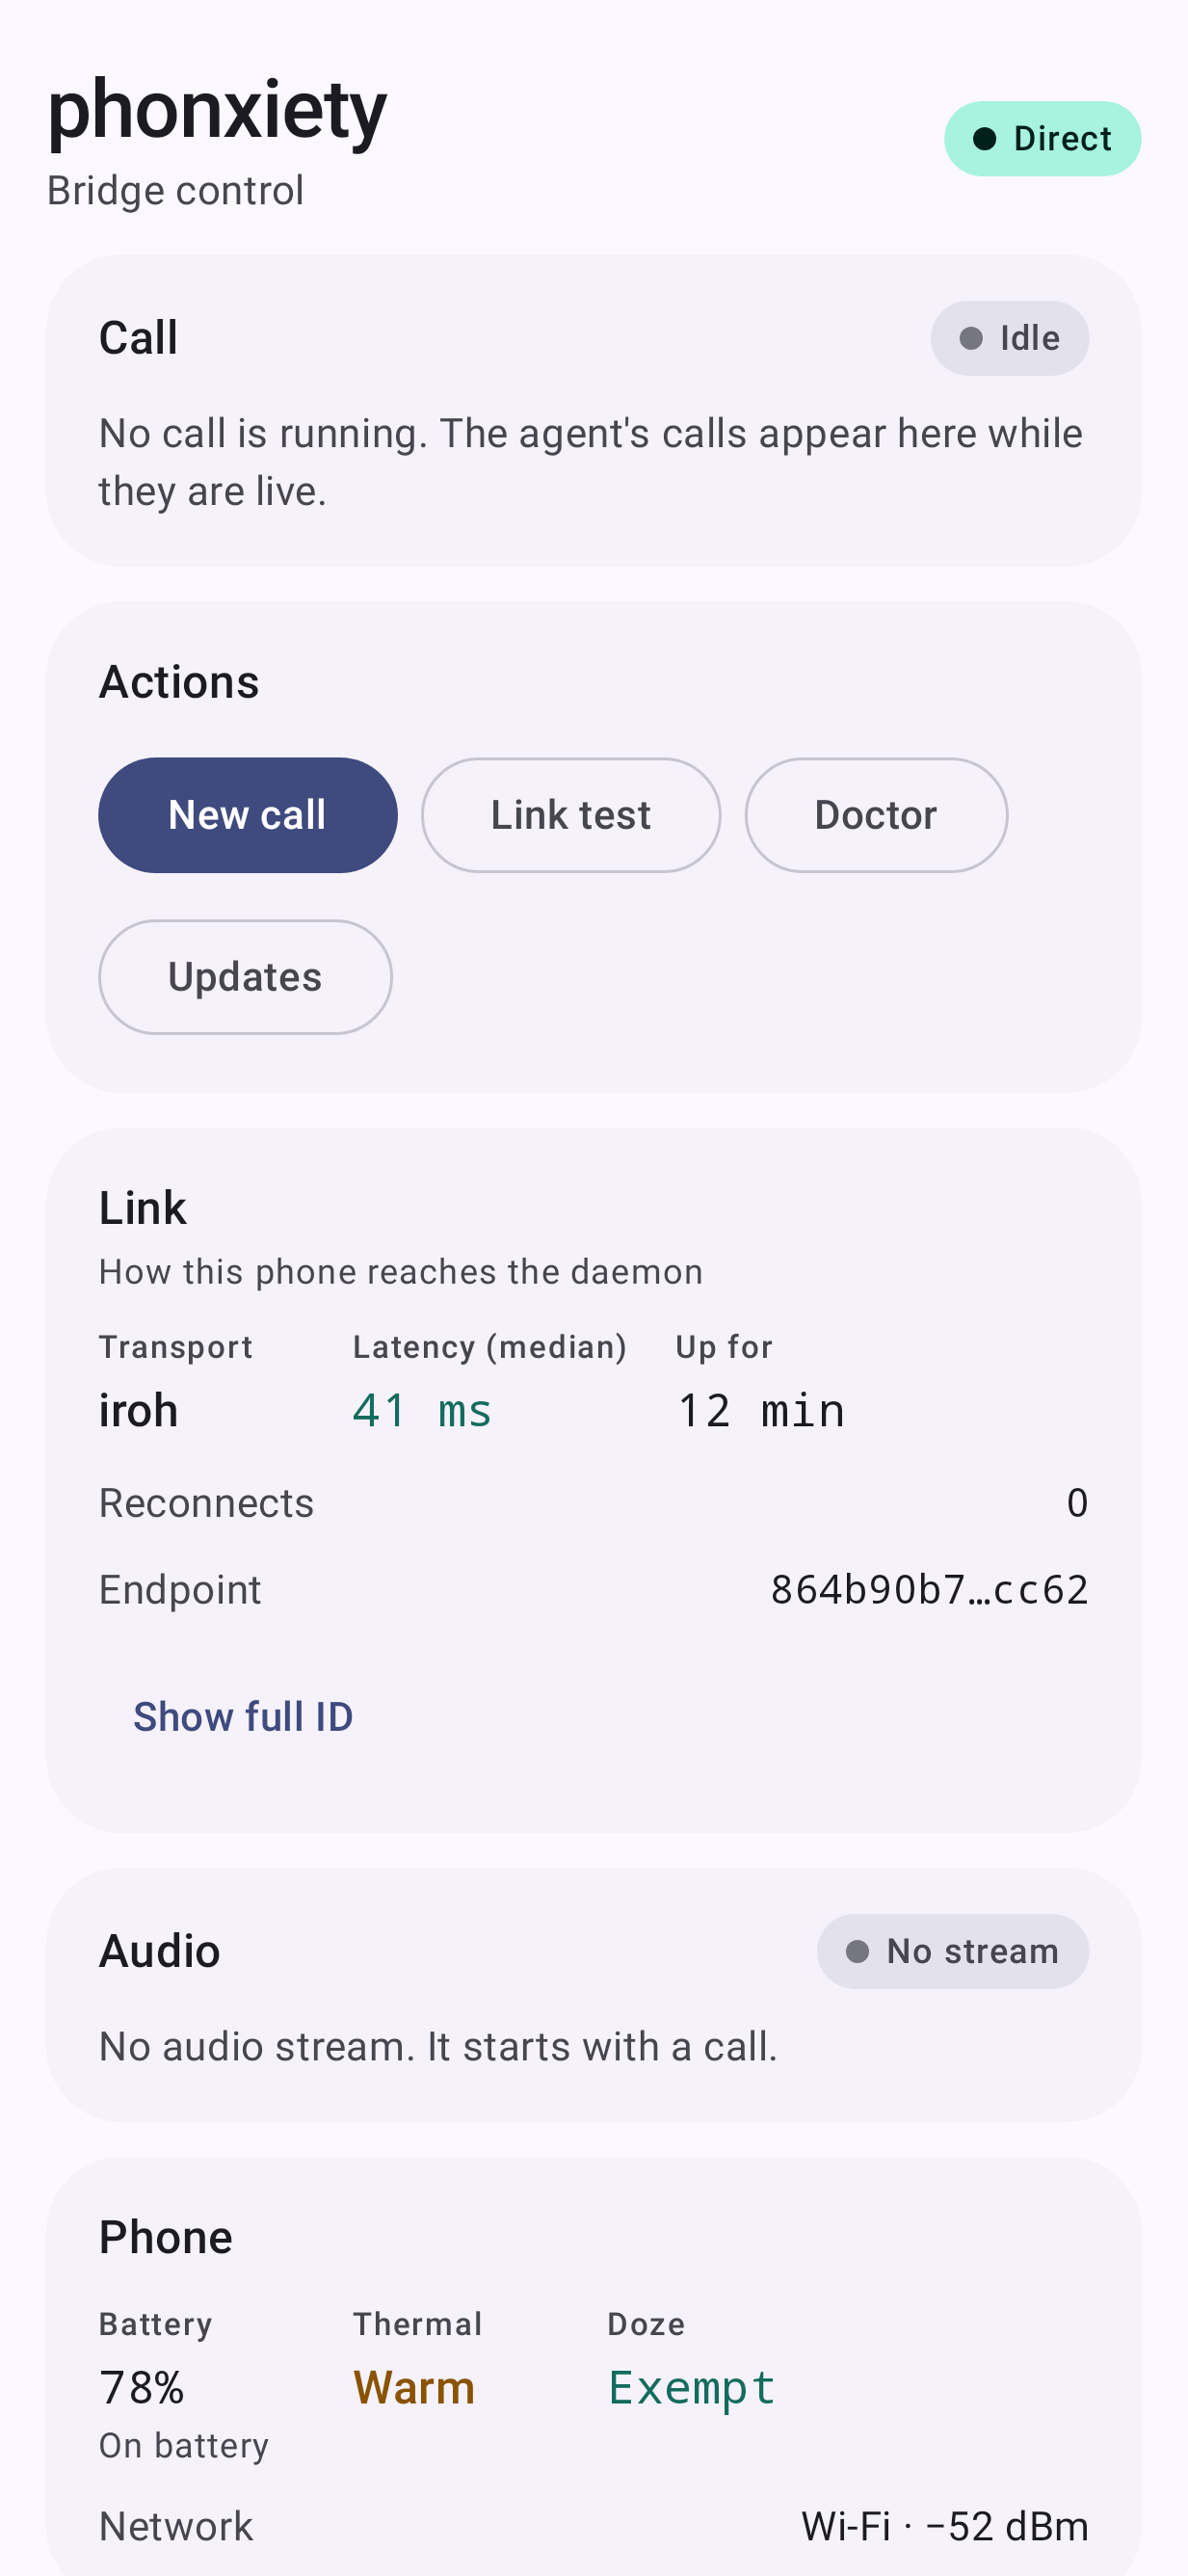 phonxiety
Bridge control
Direct
Call
Idle
No call is running. The agent's calls appear here while
they are live.
Actions
New call
Link test
Doctor
Updates
Link
How this phone reaches the daemon
Transport
Latency (median)
Up for
iroh
41 ms
12 min
Reconnects
0
Endpoint
864b90b7…cc62
Show full ID
Audio
No stream
No audio stream. It starts with a call.
Phone
Battery
Thermal
Doze
78%
Warm
Exempt
On battery
Network
Wi-Fi · −52 dBm